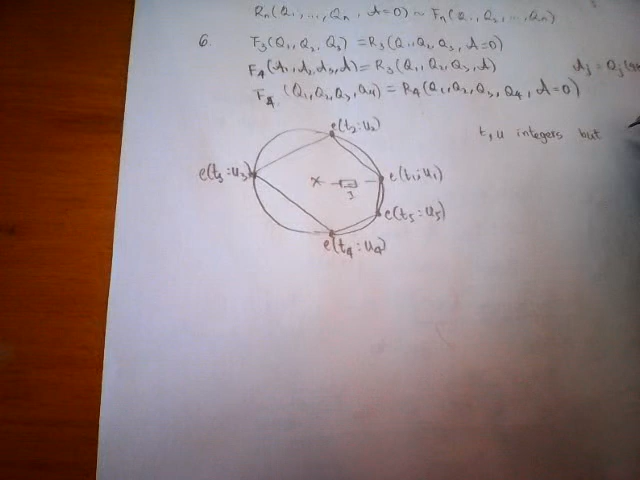 Rn(Q1,...,Qn, A=0) ~ Fn(Q1,Q2,...,Qn)
6. F3(Q1,Q2,Q3) = R3(Q1,Q2,Q3, A=0)
F4(A1,A2,A3,A) = R3(Q1,Q2,Q3,A)
F4(Q1,Q2,Q3,Q4) = R4(Q1,Q2,Q3,Q4, A=0)
t,u integers but
e(t2:u2)
e(t3:u3)
e(t1:u1)
e(t5:u5)
e(t4:u4)